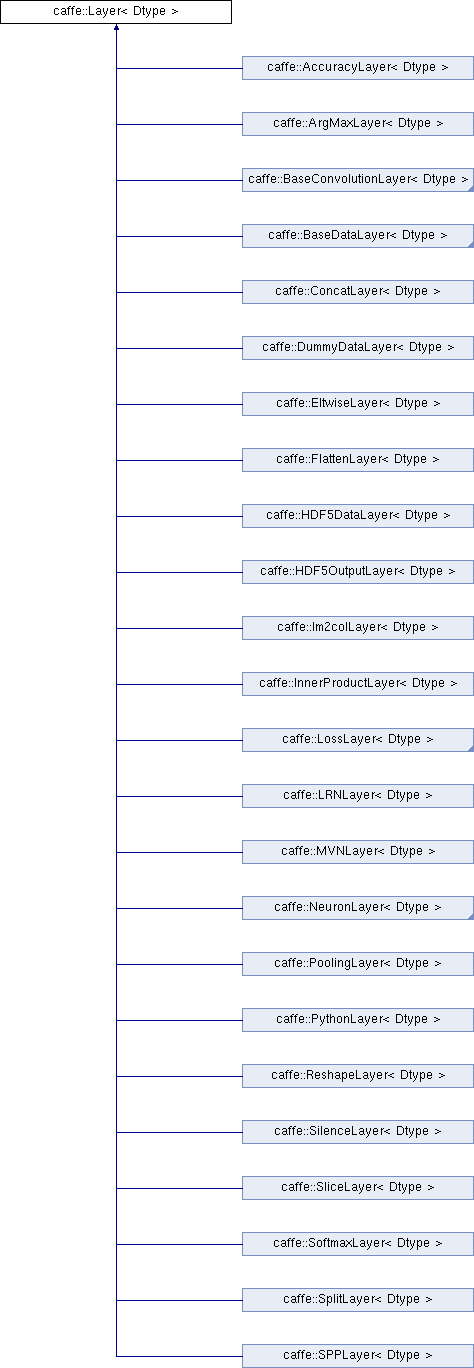 caffe::Layer< Dtype >
caffe::AccuracyLayer< Dtype >
caffe::ArgMaxLayer< Dtype >
caffe::BaseConvolutionLayer< Dtype >
caffe::BaseDataLayer< Dtype >
caffe::ConcatLayer< Dtype >
caffe::DummyDataLayer< Dtype >
caffe::EltwiseLayer< Dtype >
caffe::FlattenLayer< Dtype >
caffe::HDF5DataLayer< Dtype >
caffe::HDF5OutputLayer< Dtype >
caffe::Im2colLayer< Dtype >
caffe::InnerProductLayer< Dtype >
caffe::LossLayer< Dtype >
caffe::LRNLayer< Dtype >
caffe::MVNLayer< Dtype >
caffe::NeuronLayer< Dtype >
caffe::PoolingLayer< Dtype >
caffe::PythonLayer< Dtype >
caffe::ReshapeLayer< Dtype >
caffe::SilenceLayer< Dtype >
caffe::SliceLayer< Dtype >
caffe::SoftmaxLayer< Dtype >
caffe::SplitLayer< Dtype >
caffe::SPPLayer< Dtype >